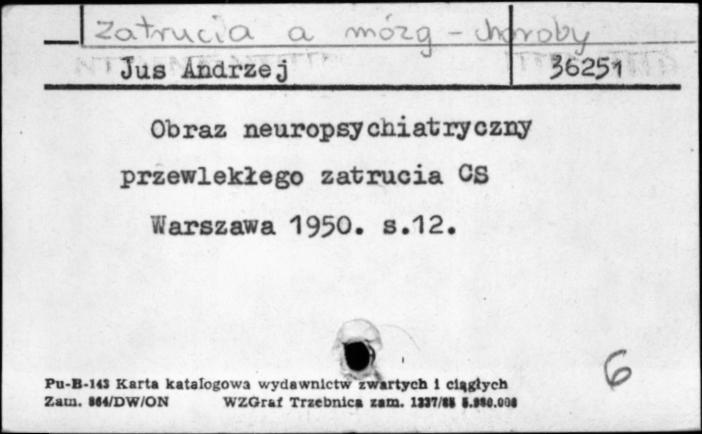 Zatrucia a mózg - choroby
Jus Andrzej 36251
Obraz neuropsychiatryczny
przewlekłego zatrucia CS
Warszawa 1950. s.12.
6
Pu-B-143 Karta katalogowa wydawnictw zwartych i ciągłych
Zam. 864/DW/ON WZGraf Trzebnica zam.